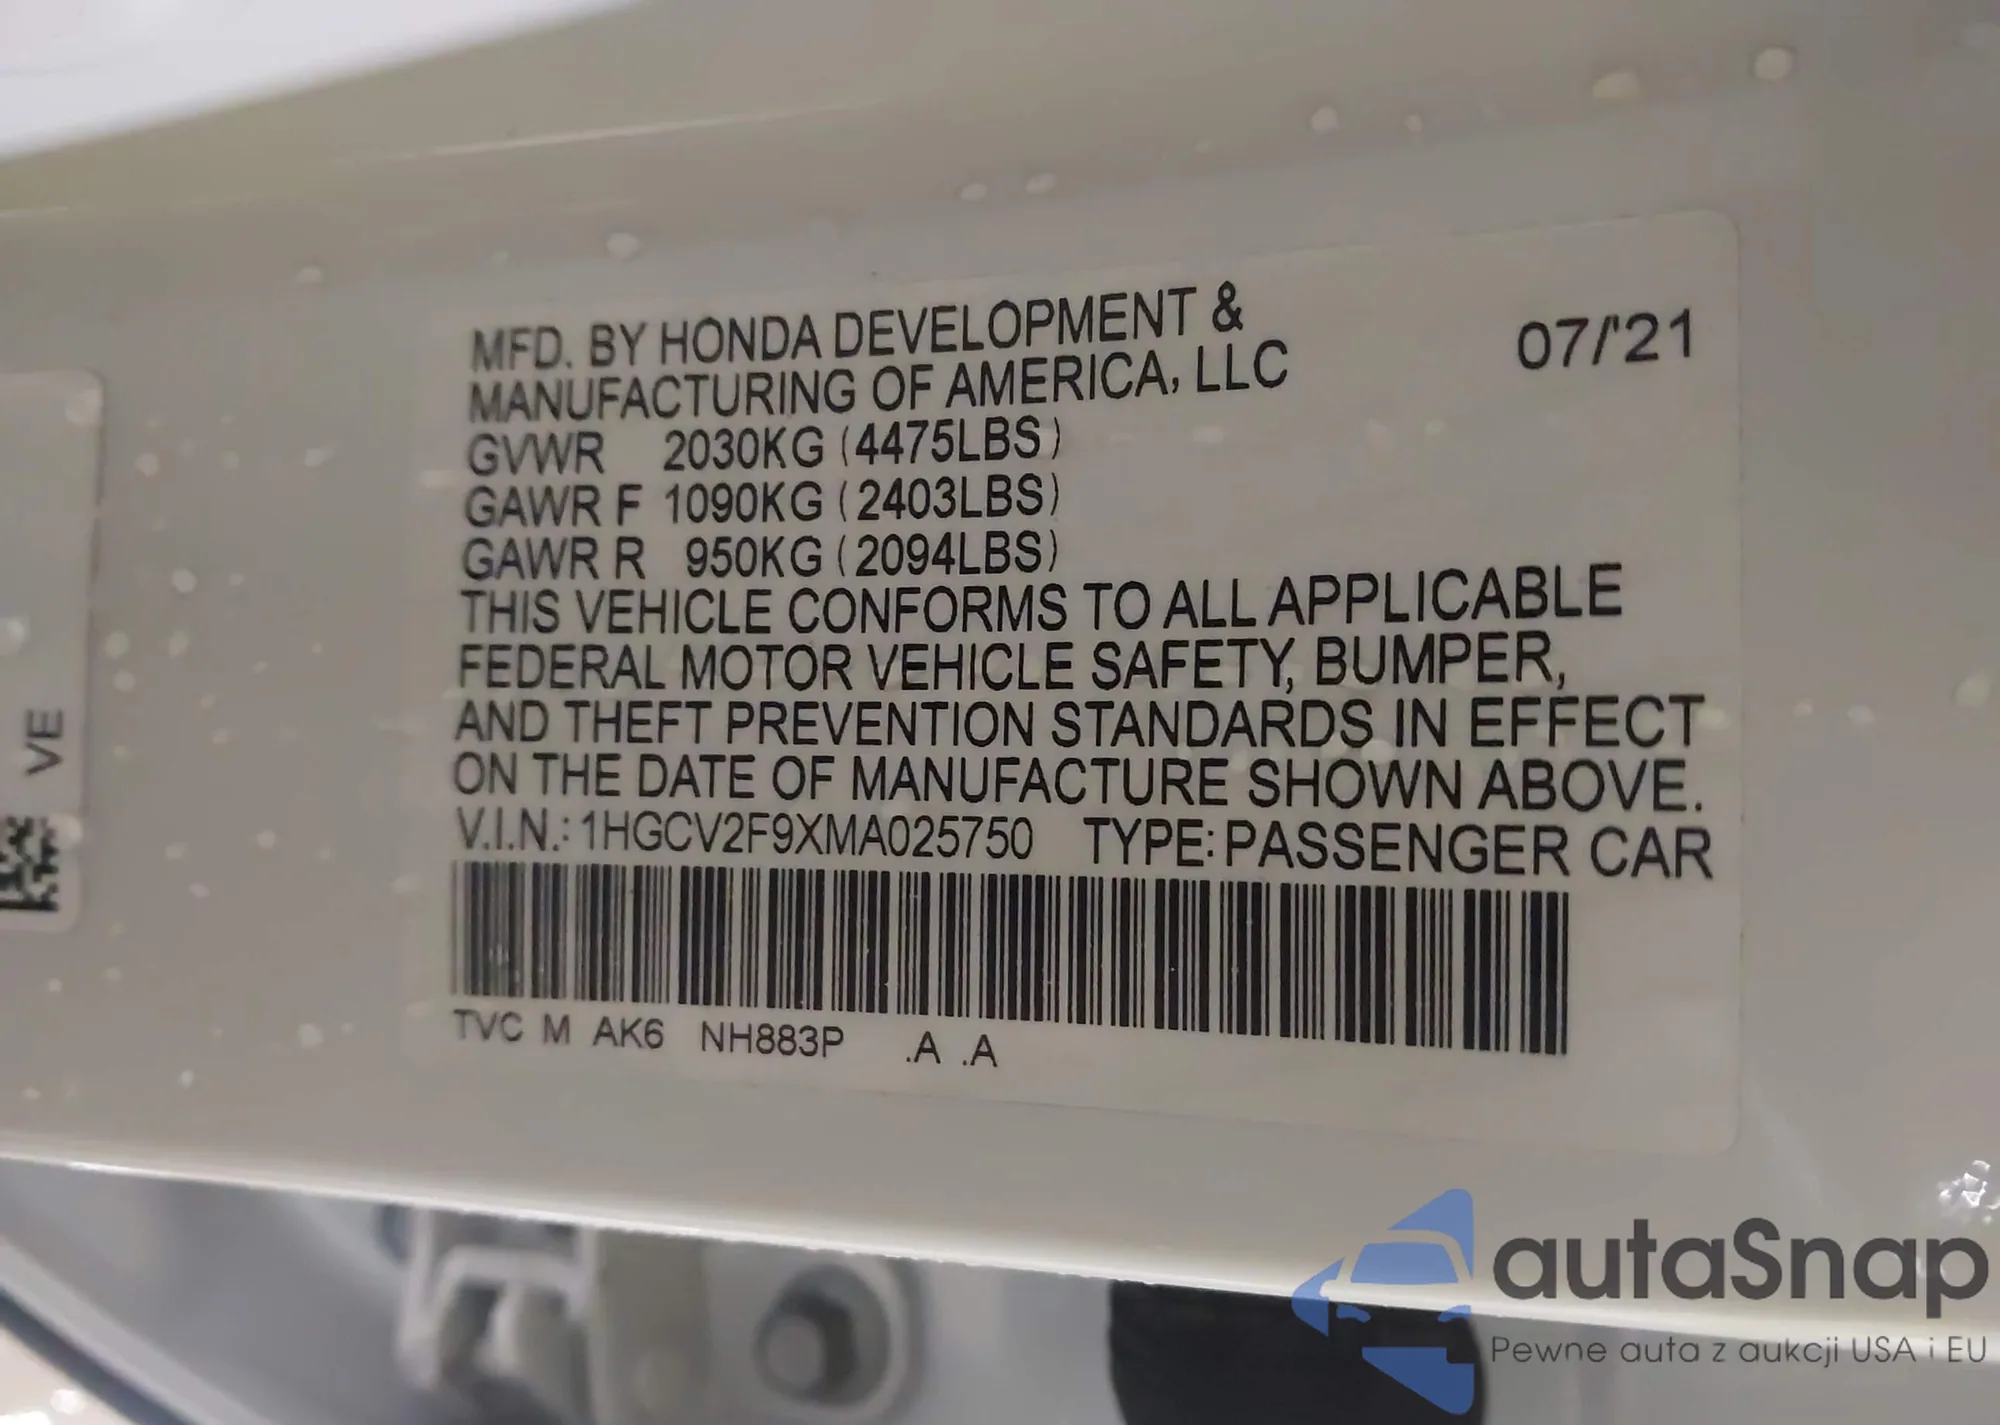 MFD. BY HONDA DEVELOPMENT &
MANUFACTURING OF AMERICA, LLC
07/'21
GVWR 2030KG (4475LBS)
GAWR F 1090KG (2403LBS)
GAWR R 950KG (2094LBS)
THIS VEHICLE CONFORMS TO ALL APPLICABLE
FEDERAL MOTOR VEHICLE SAFETY, BUMPER,
AND THEFT PREVENTION STANDARDS IN EFFECT
ON THE DATE OF MANUFACTURE SHOWN ABOVE.
V.I.N.: 1HGCV2F9XMA025750 TYPE: PASSENGER CAR
TVC M AK6 NH883P .A .A
VE
autaSnap
Pewne auta z aukcji USA i EU